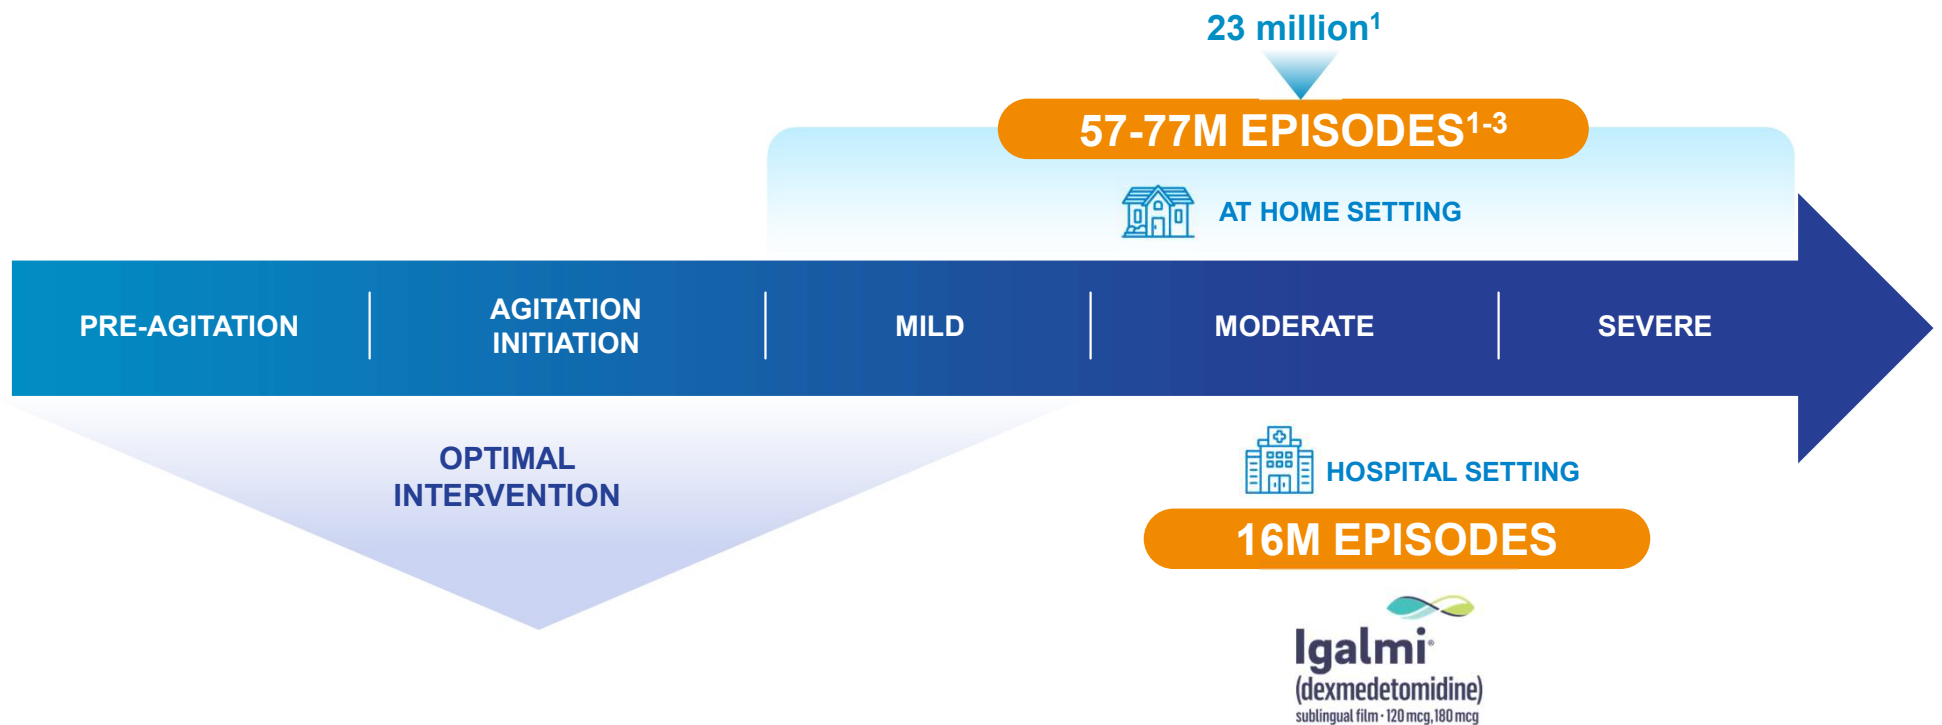 23 million¹
57-77M EPISODES¹⁻³
AT HOME SETTING
PRE-AGITATION
AGITATION
INITIATION
MILD
MODERATE
SEVERE
OPTIMAL
INTERVENTION
HOSPITAL SETTING
16M EPISODES
Igalmi®
(dexmedetomidine)
sublingual film · 120 mcg, 180 mcg